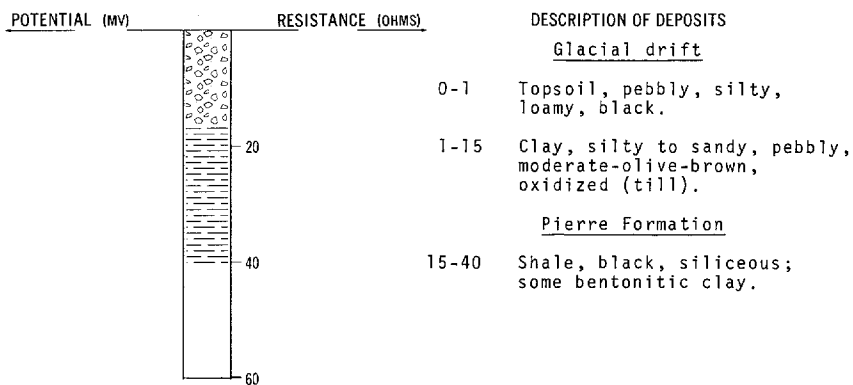 POTENTIAL (MV) RESISTANCE (OHMS) DESCRIPTION OF DEPOSITS
Glacial drift
0-1 Topsoil, pebbly, silty,
loamy, black.
20 1-15 Clay, silty to sandy, pebbly,
moderate-olive-brown,
oxidized (till).
Pierre Formation
40 15-40 Shale, black, siliceous;
some bentonitic clay.
60